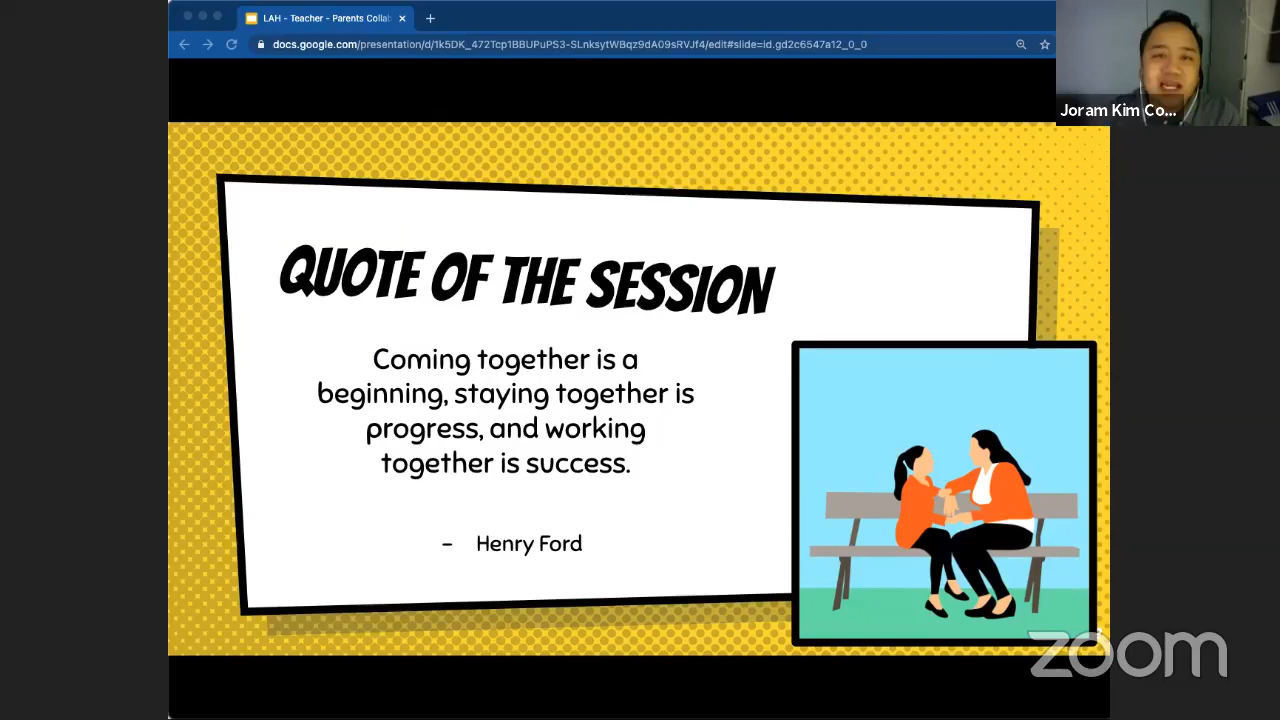 LAH - Teacher - Parents Collab
docs.google.com/presentation/d/1k5DK_472Tcp1BBUPuPS3-SLnksytWBqz9dA09sRVJf4/edit#slide=id.gd2c6547a12_0_0
Joram Kim Co...
QUOTE OF THE SESSION
Coming together is a
beginning, staying together is
progress, and working
together is success.
- Henry Ford
zoom